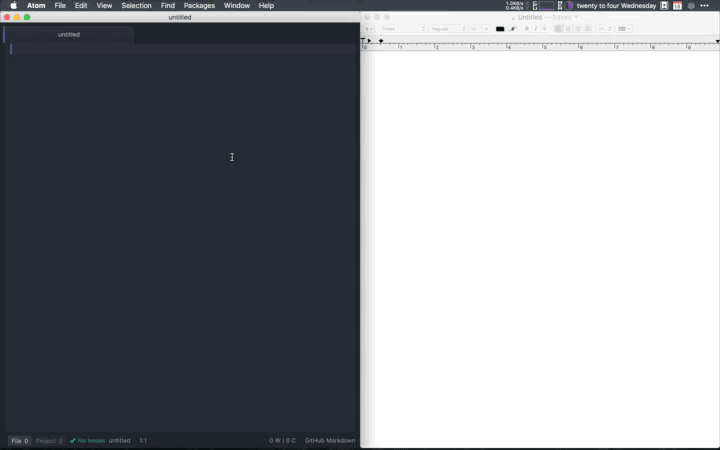 Atom File Edit View Selection Find Packages Window Help
1.0KB/s
0.4KB/s
twenty to four Wednesday
untitled
Untitled — Edited
untitled
Times Regular
0 1 2 3 4 5 6 7 8 9
File 0 Project 0 No Issues untitled 1:1 0 W | 0 C GitHub Markdown